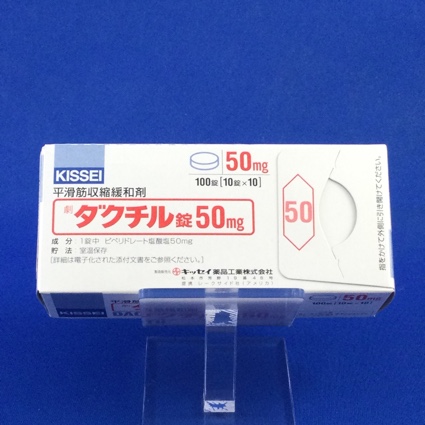 KISSEI
平滑筋収縮緩和剤
劇 ダクチル錠50mg
成 分 1錠中 ピペリドレート塩酸塩50mg
貯 法 室温保存
[詳細は電子化された添付文書をご参照ください。]
キッセイ薬品工業株式会社
50mg
100錠[10錠×10]
50
KISSEI
50mg